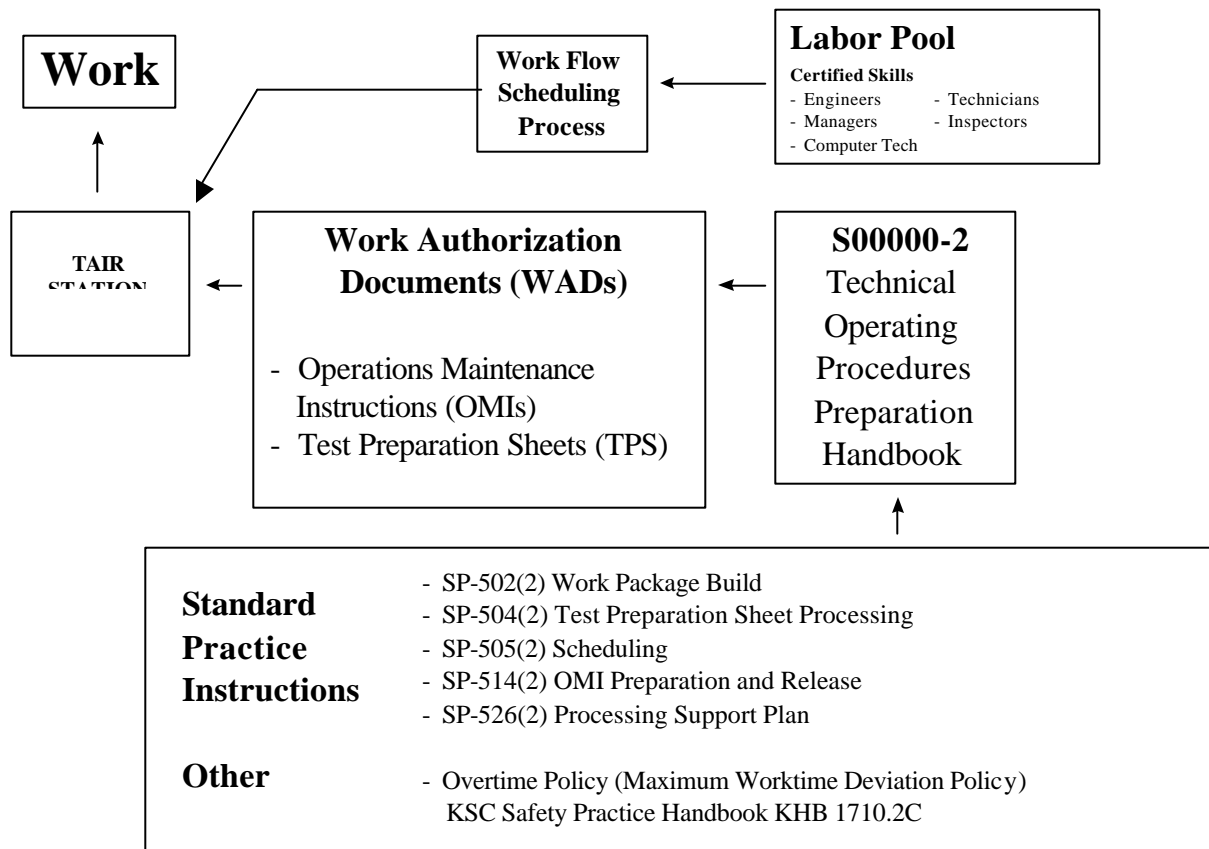 Work
Work Flow
Scheduling
Process
Labor Pool
Certified Skills
- Engineers - Technicians
- Managers - Inspectors
- Computer Tech
TAIR
STATION
Work Authorization
Documents (WADs)
- Operations Maintenance
Instructions (OMIs)
- Test Preparation Sheets (TPS)
S00000-2
Technical
Operating
Procedures
Preparation
Handbook
Standard
Practice
Instructions
- SP-502(2) Work Package Build
- SP-504(2) Test Preparation Sheet Processing
- SP-505(2) Scheduling
- SP-514(2) OMI Preparation and Release
- SP-526(2) Processing Support Plan
Other
- Overtime Policy (Maximum Worktime Deviation Policy)
KSC Safety Practice Handbook KHB 1710.2C